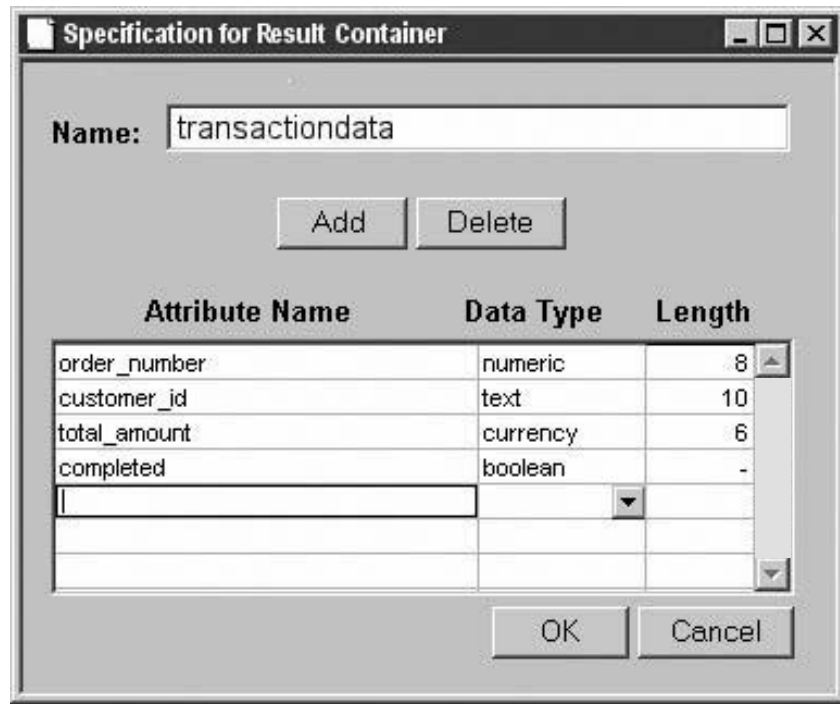 Specification for Result Container
Name: transactiondata
Add Delete
Attribute Name Data Type Length
order_number numeric 8
customer_id text 10
total_amount currency 6
completed boolean -
OK Cancel